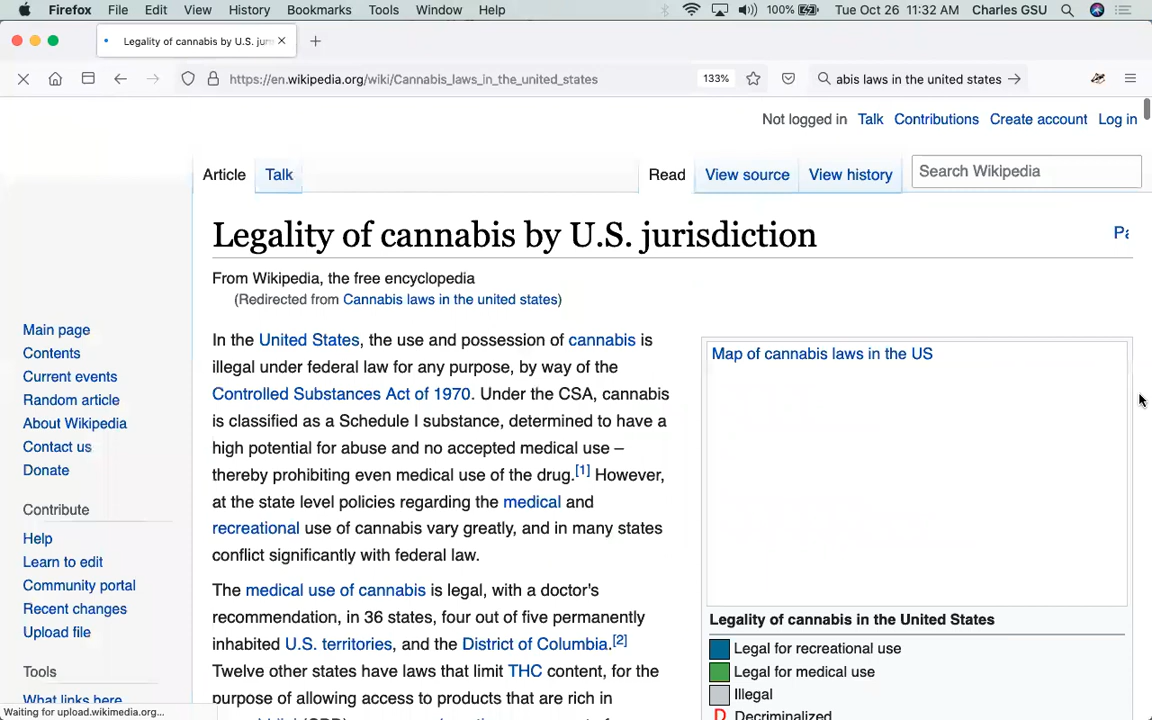 Firefox File Edit View History Bookmarks Tools Window Help 100% Tue Oct 26 11:32 AM Charles GSU
Legality of cannabis by U.S. jur
https://en.wikipedia.org/wiki/Cannabis_laws_in_the_united_states 133% abis laws in the united states
Not logged in Talk Contributions Create account Log in
Article Talk Read View source View history Search Wikipedia
Legality of cannabis by U.S. jurisdiction
From Wikipedia, the free encyclopedia
(Redirected from Cannabis laws in the united states)
Main page
Contents
Current events
Random article
About Wikipedia
Contact us
Donate
Contribute
Help
Learn to edit
Community portal
Recent changes
Upload file
Tools
What links here
Waiting for upload.wikimedia.org...
In the United States, the use and possession of cannabis is
illegal under federal law for any purpose, by way of the
Controlled Substances Act of 1970. Under the CSA, cannabis
is classified as a Schedule I substance, determined to have a
high potential for abuse and no accepted medical use –
thereby prohibiting even medical use of the drug.[1] However,
at the state level policies regarding the medical and
recreational use of cannabis vary greatly, and in many states
conflict significantly with federal law.
The medical use of cannabis is legal, with a doctor's
recommendation, in 36 states, four out of five permanently
inhabited U.S. territories, and the District of Columbia.[2]
Twelve other states have laws that limit THC content, for the
purpose of allowing access to products that are rich in
Map of cannabis laws in the US
Legality of cannabis in the United States
Legal for recreational use
Legal for medical use
Illegal
D Decriminalized